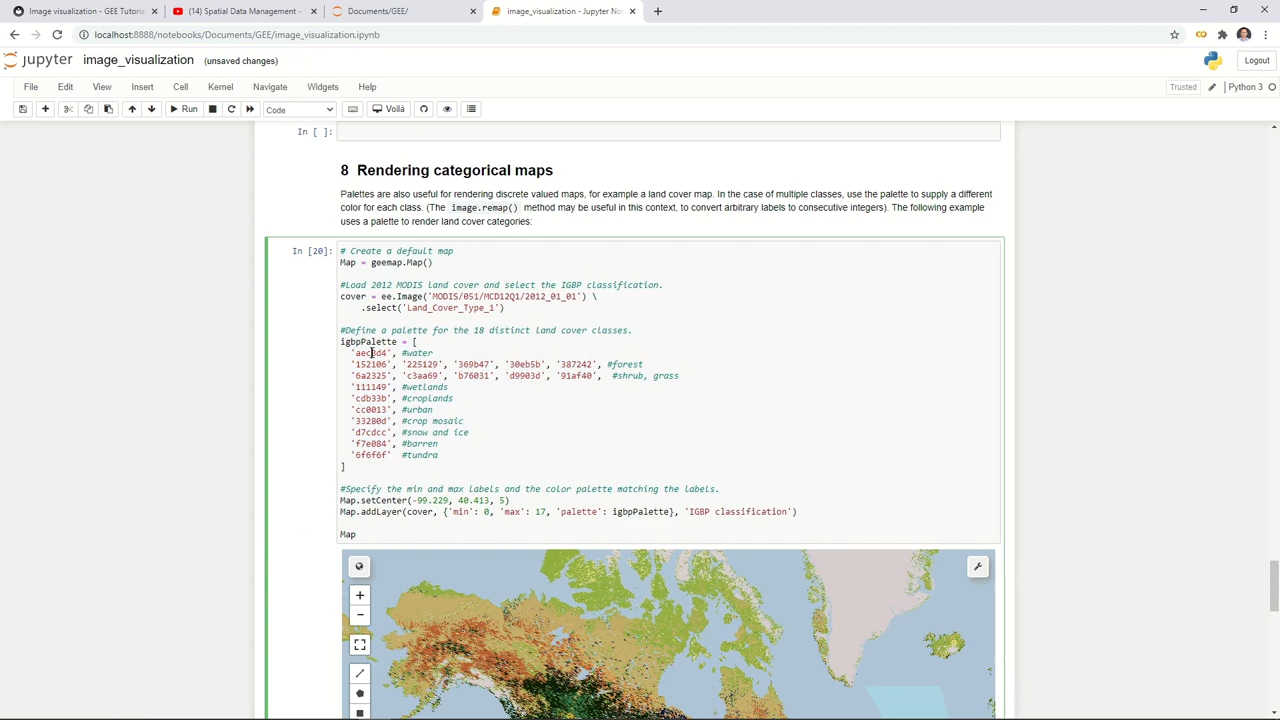 Image visualization - GEE Tutoria
(14) Spatial Data Management -
Documents/GEE/
image_visualization - Jupyter No
localhost:8888/notebooks/Documents/GEE/image_visualization.ipynb
jupyter image_visualization (unsaved changes)
Logout
File Edit View Insert Cell Kernel Navigate Widgets Help
Trusted
Python 3
Run
Code
Voilà
In [ ]:
8 Rendering categorical maps
Palettes are also useful for rendering discrete valued maps, for example a land cover map. In the case of multiple classes, use the palette to supply a different
color for each class. (The image.remap() method may be useful in this context, to convert arbitrary labels to consecutive integers). The following example
uses a palette to render land cover categories:
In [20]:
# Create a default map
Map = geemap.Map()
#Load 2012 MODIS land cover and select the IGBP classification.
cover = ee.Image('MODIS/051/MCD12Q1/2012_01_01') \
.select('Land_Cover_Type_1')
#Define a palette for the 18 distinct land cover classes.
igbpPalette = [
'aec3d4', #water
'152106', '225129', '369b47', '30eb5b', '387242', #forest
'6a2325', 'c3aa69', 'b76031', 'd9903d', '91af40', #shrub, grass
'111149', #wetlands
'cdb33b', #croplands
'cc0013', #urban
'33280d', #crop mosaic
'd7cdcc', #snow and ice
'f7e084', #barren
'6f6f6f' #tundra
]
#Specify the min and max labels and the color palette matching the labels.
Map.setCenter(-99.229, 40.413, 5)
Map.addLayer(cover, {'min': 0, 'max': 17, 'palette': igbpPalette}, 'IGBP classification')
Map